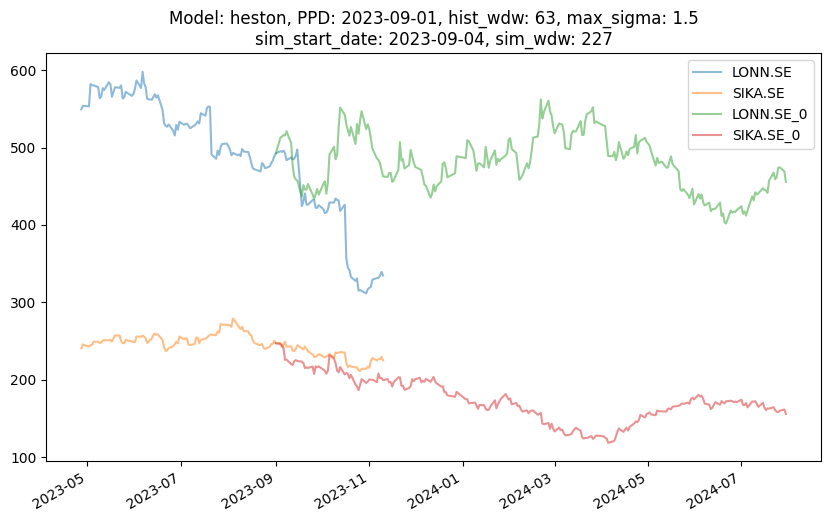 Model: heston, PPD: 2023-09-01, hist_wdw: 63, max_sigma: 1.5
sim_start_date: 2023-09-04, sim_wdw: 227
LONN.SE
SIKA.SE
LONN.SE_0
SIKA.SE_0
600
500
400
300
200
100
2023-05
2023-07
2023-09
2023-11
2024-01
2024-03
2024-05
2024-07